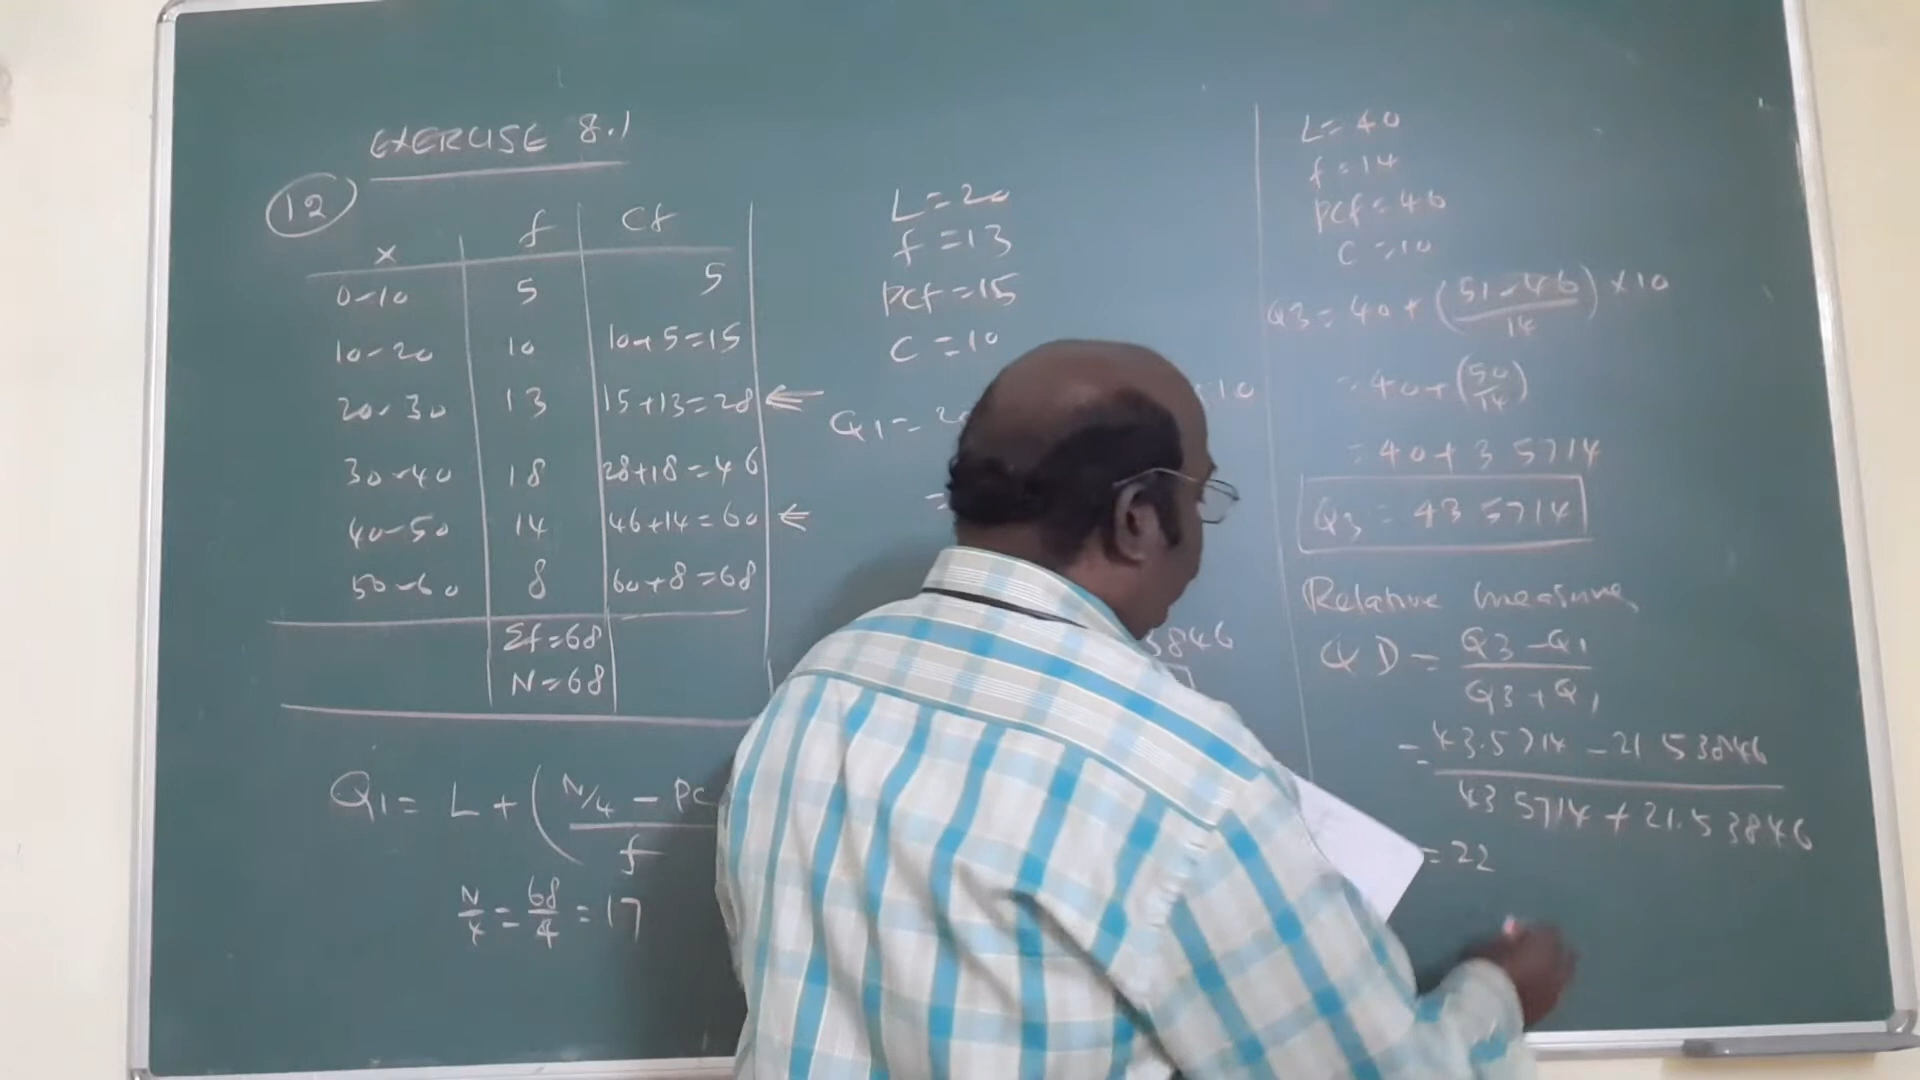 EXERCISE 8.1
12
x f Cf
0-10 5 5
10-20 10 10+5=15
20-30 13 15+13=28
30-40 18 28+18=46
40-50 14 46+14=60
50-60 8 60+8=68
Σf=68
N=68
Q1= L+(N/4 - PC
f
N/4 = 68/4 = 17
L=20
f=13
PCf=15
C=10
Q1= 2
10
=
3846
L=40
f=14
PCf=46
C=10
Q3=40+(51-46/14)×10
=40+(50/14)
=40+3 5714
Q3=43 5714
Relative measure
QD= Q3-Q1/Q3+Q1
= 43.5714-21 53846/43 5714+21.53846
=22